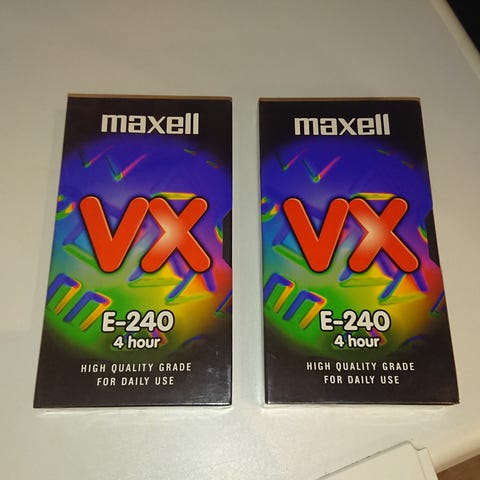 maxell
VX
E-240
4 hour
HIGH QUALITY GRADE
FOR DAILY USE
maxell
VX
E-240
4 hour
HIGH QUALITY GRADE
FOR DAILY USE